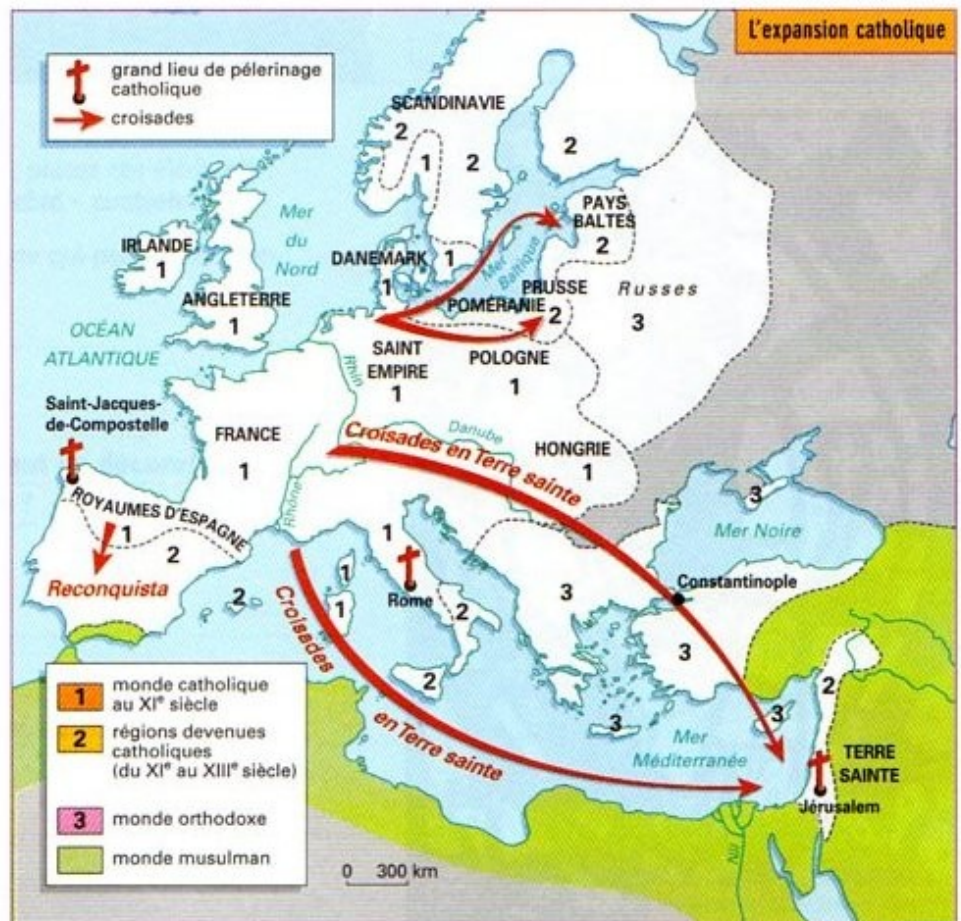 L'expansion catholique
grand lieu de pélerinage
catholique
croisades
SCANDINAVIE
2
1
2
2
PAYS
BALTES
2
Mer
du
Nord
IRLANDE
1
DANEMARK
1
1
Mer
Baltique
PRUSSE
2
Russes
3
ANGLETERRE
1
POMÉRANIE
OCÉAN
ATLANTIQUE
SAINT
EMPIRE
1
POLOGNE
1
Rhin
Saint-Jacques-
de-Compostelle
FRANCE
1
Danube
Croisades en Terre sainte
HONGRIE
1
Rhône
ROYAUMES D'ESPAGNE
1
2
Reconquista
2
1
1
1
Rome
2
2
3
Mer Noire
Constantinople
3
3
3
3
2
Croisades
en Terre sainte
Mer
Méditerranée
TERRE
SAINTE
Jérusalem
Nil
1 monde catholique
au XIe siècle
2 régions devenues
catholiques
(du XIe au XIIIe siècle)
3 monde orthodoxe
monde musulman
0 300 km